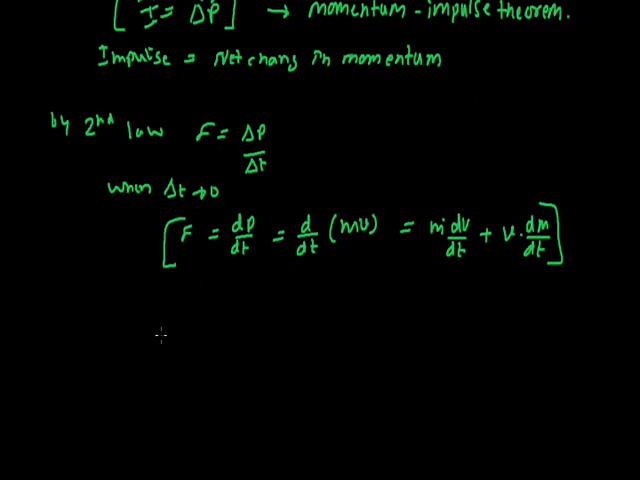 [ I = ΔP ] → momentum - impulse theorem.
Impulse = Net chang in momentum
by 2nd law F = ΔP/Δt
when Δt → 0
[ F = dP/dt = d/dt (mv) = m dv/dt + v. dm/dt ]